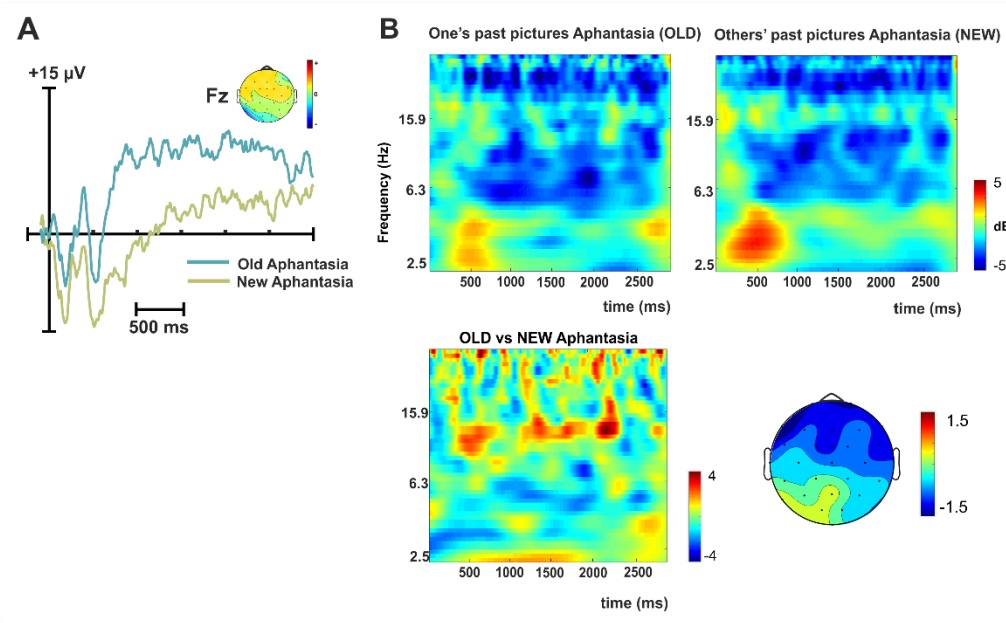 A
+15 µV
Fz
Old Aphantasia
New Aphantasia
500 ms
B
One's past pictures Aphantasia (OLD)
Others' past pictures Aphantasia (NEW)
Frequency (Hz)
15.9
6.3
2.5
500 1000 1500 2000 2500
time (ms)
15.9
6.3
2.5
500 1000 1500 2000 2500
time (ms)
5
dB
-5
OLD vs NEW Aphantasia
15.9
6.3
2.5
500 1000 1500 2000 2500
time (ms)
4
-4
1.5
-1.5